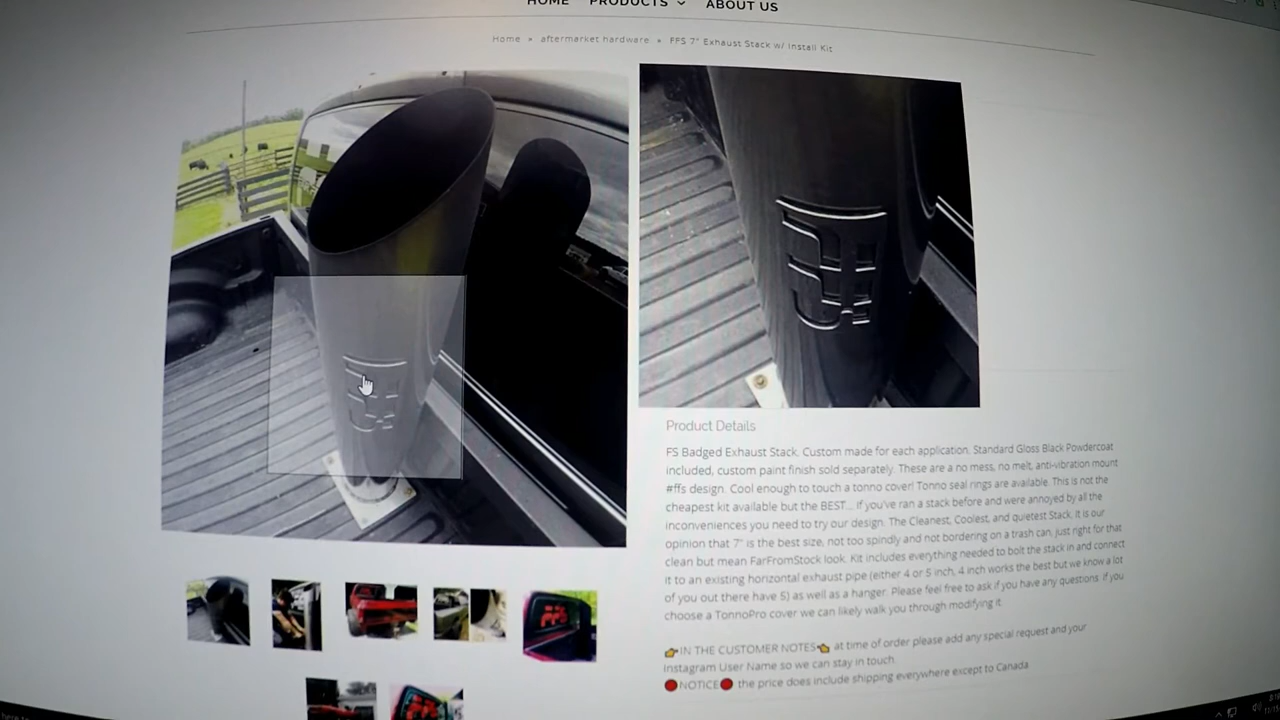 HOME PRODUCTS ABOUT US
Home » aftermarket hardware » FFS 7" Exhaust Stack w/ Install Kit
Product Details
FS Badged Exhaust Stack. Custom made for each application. Standard Gloss Black Powdercoat
included, custom paint finish sold separately. These are a no mess, no melt, anti-vibration mount
#ffs design. Cool enough to touch a tonno cover! Tonno seal rings are available. This is not the
cheapest kit available but the BEST... if you've ran a stack before and were annoyed by all the
inconveniences you need to try our design. The Cleanest, Coolest, and quietest Stack, it is our
opinion that 7" is the best size, not too spindly and not bordering on a trash can, just right for that
clean but mean FarFromStock look. Kit includes everything needed to bolt the stack in and connect
it to an existing horizontal exhaust pipe (either 4 or 5 inch, 4 inch works the best but we know a lot
of you out there have 5) as well as a hanger. Please feel free to ask if you have any questions. if you
choose a TonnoPro cover we can likely walk you through modifying it
👉IN THE CUSTOMER NOTES👈 at time of order please add any special request and your
Instagram User Name so we can stay in touch.
🔴NOTICE🔴 the price does include shipping everywhere except to Canada